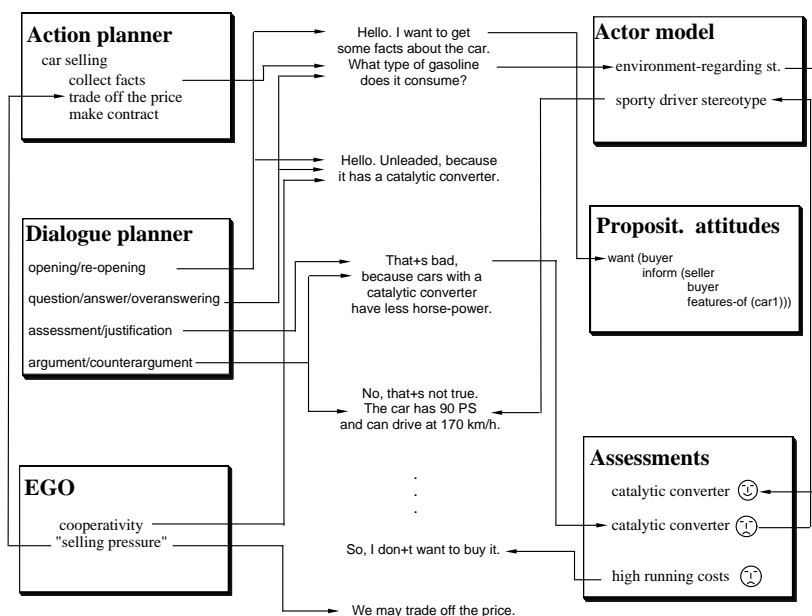 Action planner
car selling
collect facts
trade off the price
make contract
Dialogue planner
opening/re-opening
question/answer/overanswering
assessment/justification
argument/counterargument
EGO
cooperativity
"selling pressure"
Hello. I want to get
some facts about the car.
What type of gasoline
does it consume?
Hello. Unleaded, because
it has a catalytic converter.
That+s bad,
because cars with a
catalytic converter
have less horse-power.
No, that+s not true.
The car has 90 PS
and can drive at 170 km/h.
.
.
.
So, I don+t want to buy it.
We may trade off the price.
Actor model
environment-regarding st.
sporty driver stereotype
Proposit. attitudes
want (buyer
inform (seller
buyer
features-of (car1)))
Assessments
catalytic converter
catalytic converter
high running costs